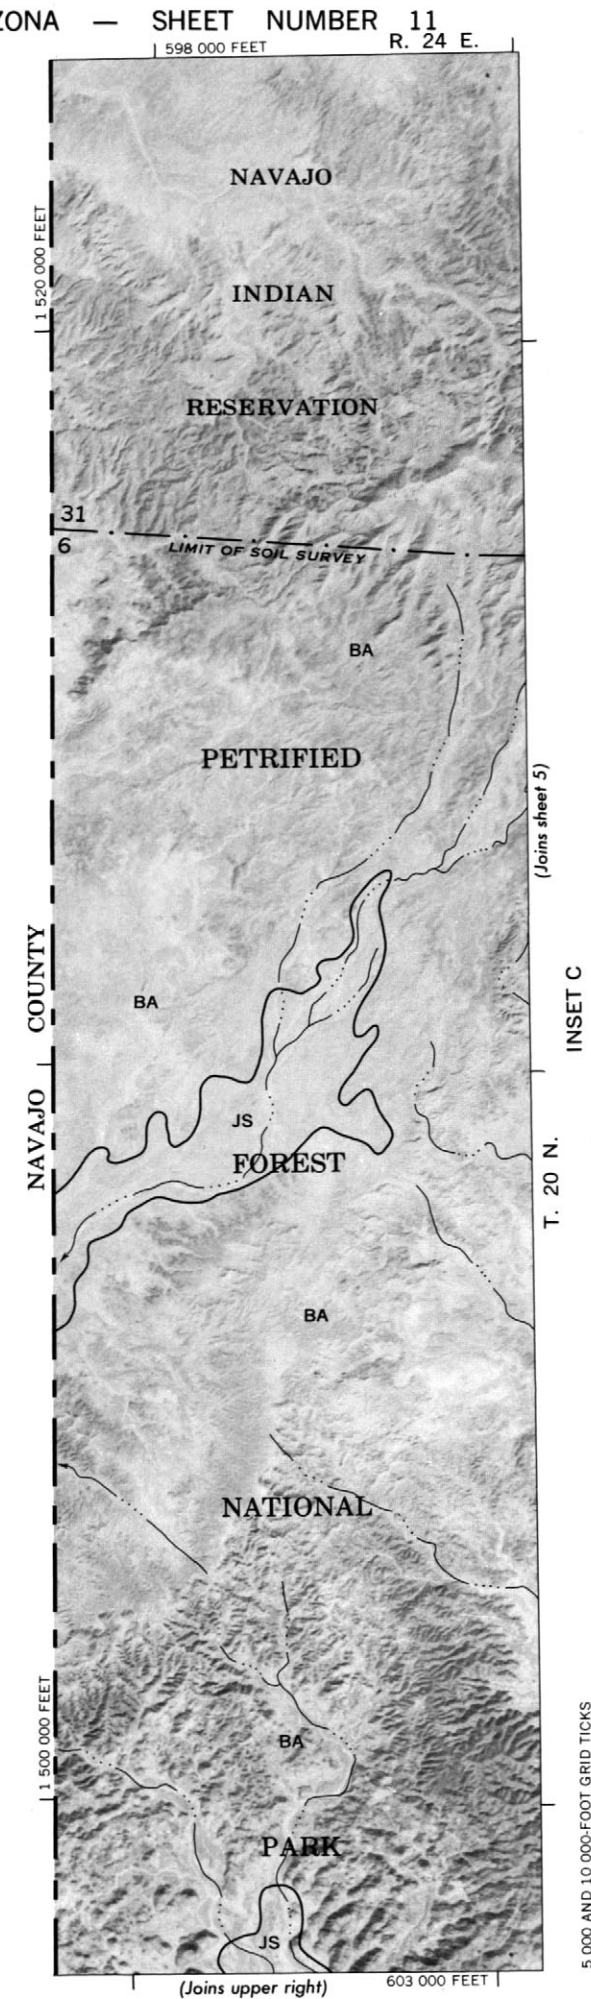 ZONA — SHEET NUMBER 11
598 000 FEET
R. 24 E.
NAVAJO
1 520 000 FEET
INDIAN
RESERVATION
31
6
LIMIT OF SOIL SURVEY
BA
PETRIFIED
(Joins sheet 5)
NAVAJO COUNTY
BA
INSET C
JS
FOREST
T. 20 N.
BA
NATIONAL
1 500 000 FEET
BA
PARK
JS
5 000 AND 10 000-FOOT GRID TICKS
(Joins upper right)
603 000 FEET